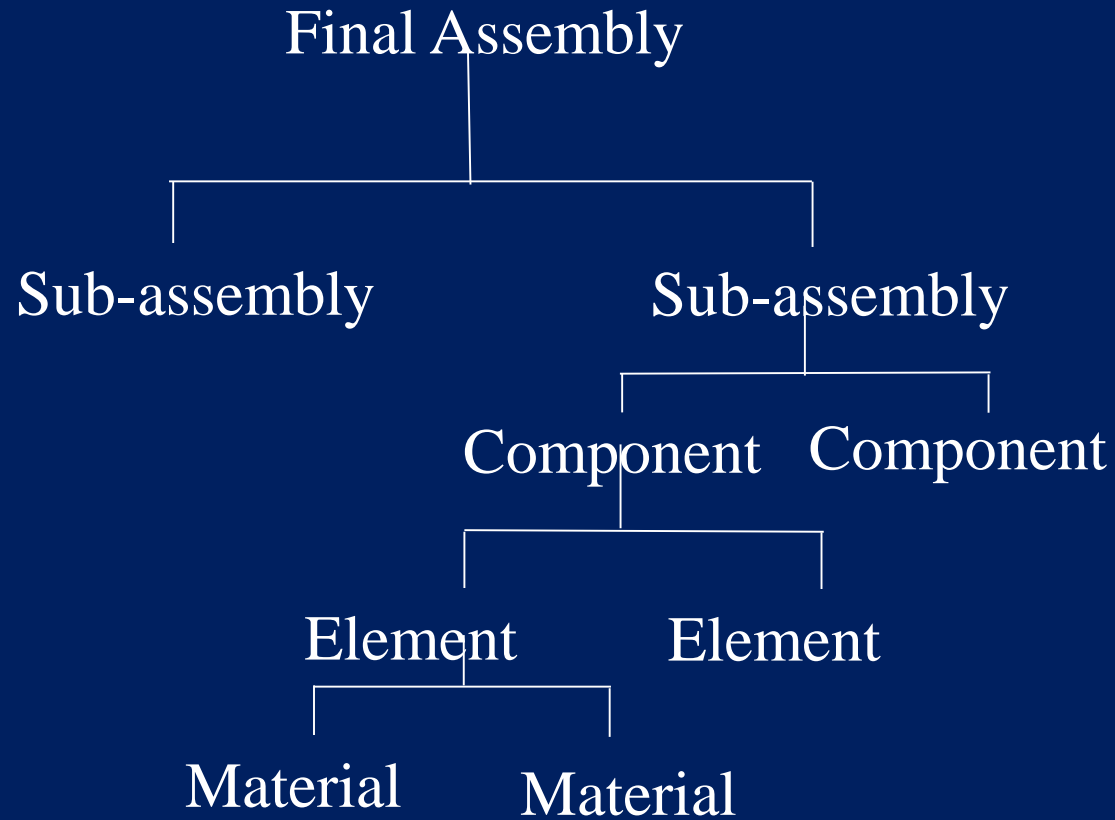 Final Assembly
Sub-assembly Sub-assembly
Component Component
Element Element
Material Material